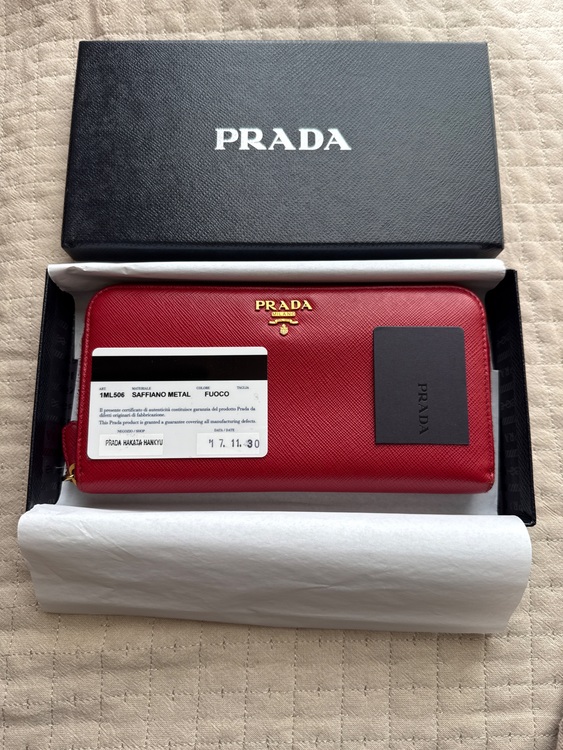 PRADA
PRADA
MILANO
ART. MATERIALE COLORE TAGLIA
1ML506 SAFFIANO METAL FUOCO
Il presente certificato di autenticità costituisce garanzia del prodotto Prada da
difetti originari di fabbricazione.
This Prada product is granted a guarantee covering all manufacturing defects.
NEGOZIO / SHOP DATA / DATE
PRADA HAKATA HANKYU 17. 11. 30
PRADA